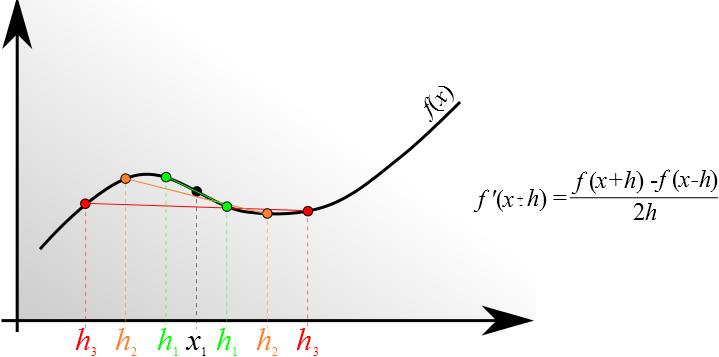 f(x)
f'(x÷h) = f(x+h) -f(x-h) / 2h
h₃ h₂ h₁ x₁ h₁ h₂ h₃